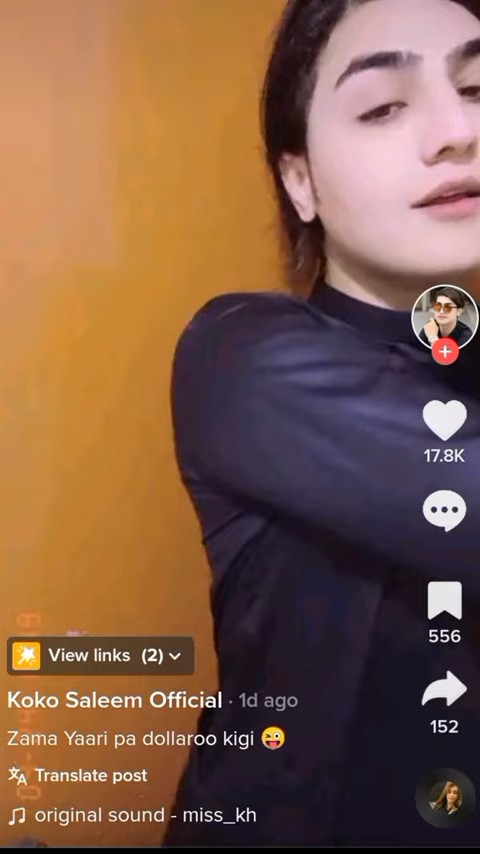 17.8K
556
152
View links (2)
Koko Saleem Official · 1d ago
Zama Yaari pa dollaroo kigi 😜
Translate post
original sound - miss_kh